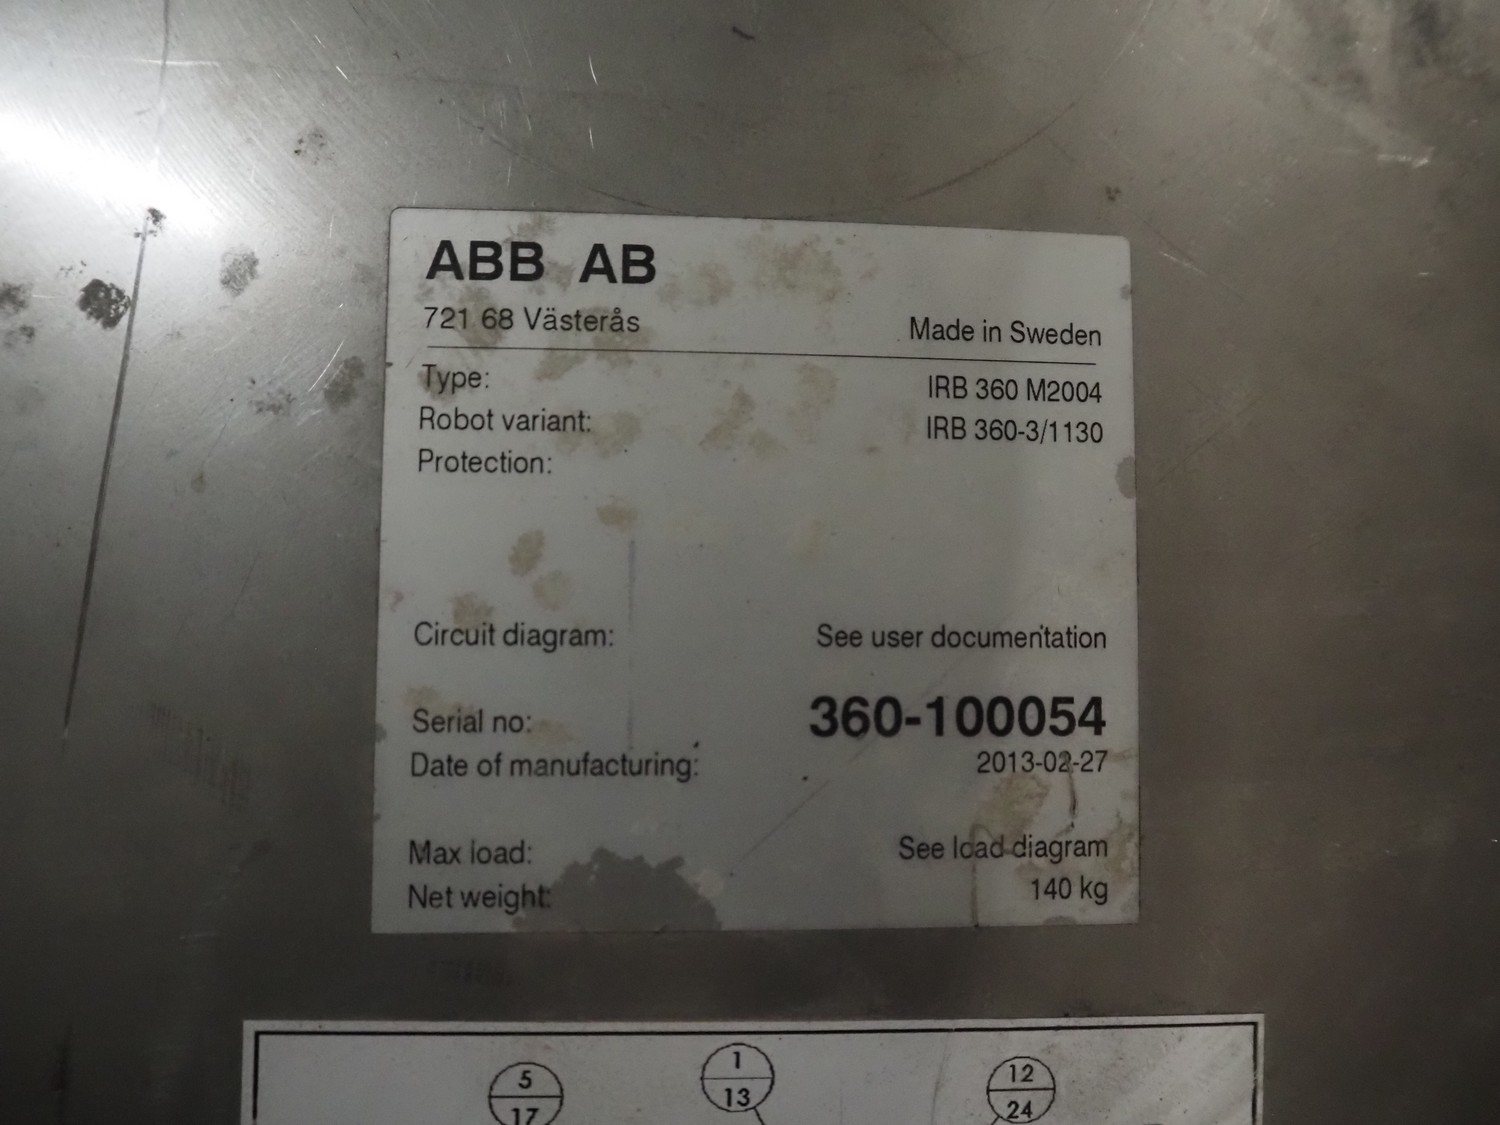 ABB AB
721 68 Västerås
Made in Sweden
Type: IRB 360 M2004
Robot variant: IRB 360-3/1130
Protection:
Circuit diagram: See user documentation
Serial no: 360-100054
Date of manufacturing: 2013-02-27
Max load: See load diagram
Net weight: 140 kg
5 1 12
17 13 24